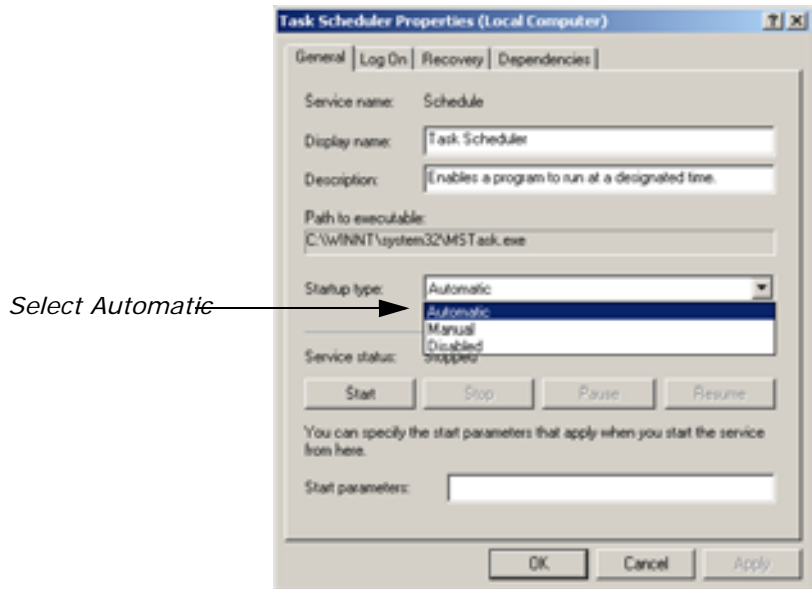 Task Scheduler Properties (Local Computer)
General Log On Recovery Dependencies
Service name: Schedule
Display name: Task Scheduler
Description: Enables a program to run at a designated time.
Path to executable:
C:\WINNT\system32\MSTask.exe
Startup type: Automatic
Select Automatic
Automatic
Manual
Disabled
Service status: Stopped
Start Stop Pause Resume
You can specify the start parameters that apply when you start the service
from here.
Start parameters:
OK Cancel Apply